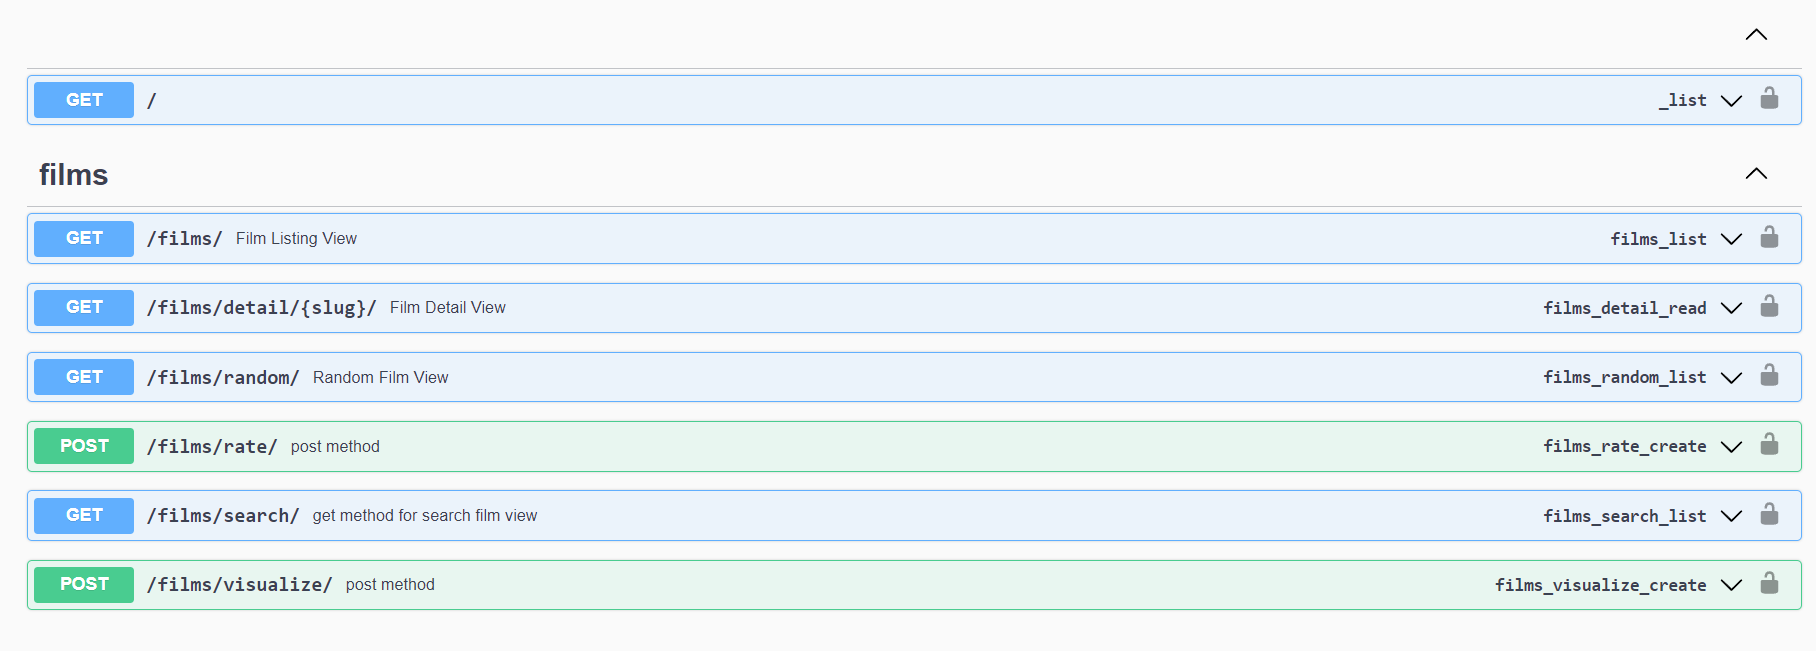 GET / _list
films
GET /films/ Film Listing View films_list
GET /films/detail/{slug}/ Film Detail View films_detail_read
GET /films/random/ Random Film View films_random_list
POST /films/rate/ post method films_rate_create
GET /films/search/ get method for search film view films_search_list
POST /films/visualize/ post method films_visualize_create